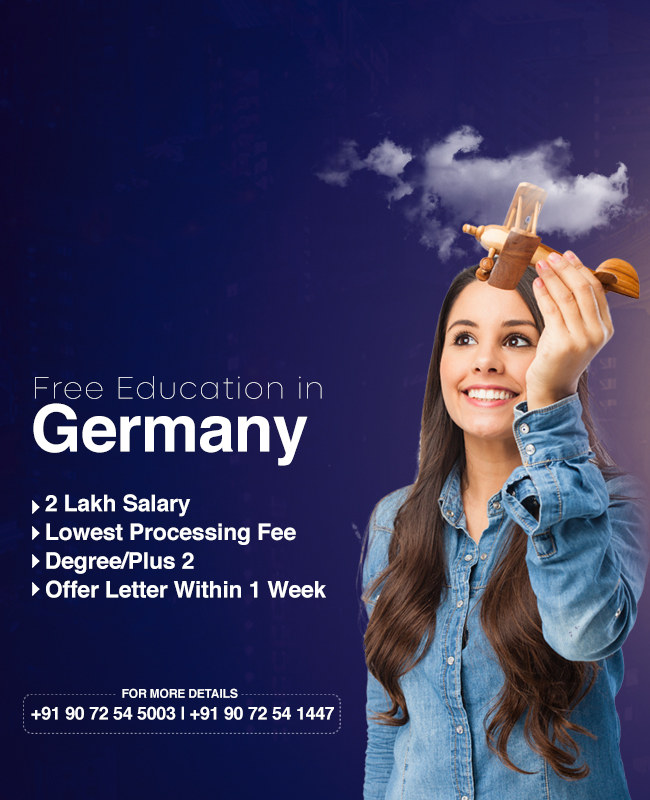 Free Education in
Germany
2 Lakh Salary
Lowest Processing Fee
Degree/Plus 2
Offer Letter Within 1 Week
FOR MORE DETAILS
+91 90 72 54 5003 | +91 90 72 54 1447